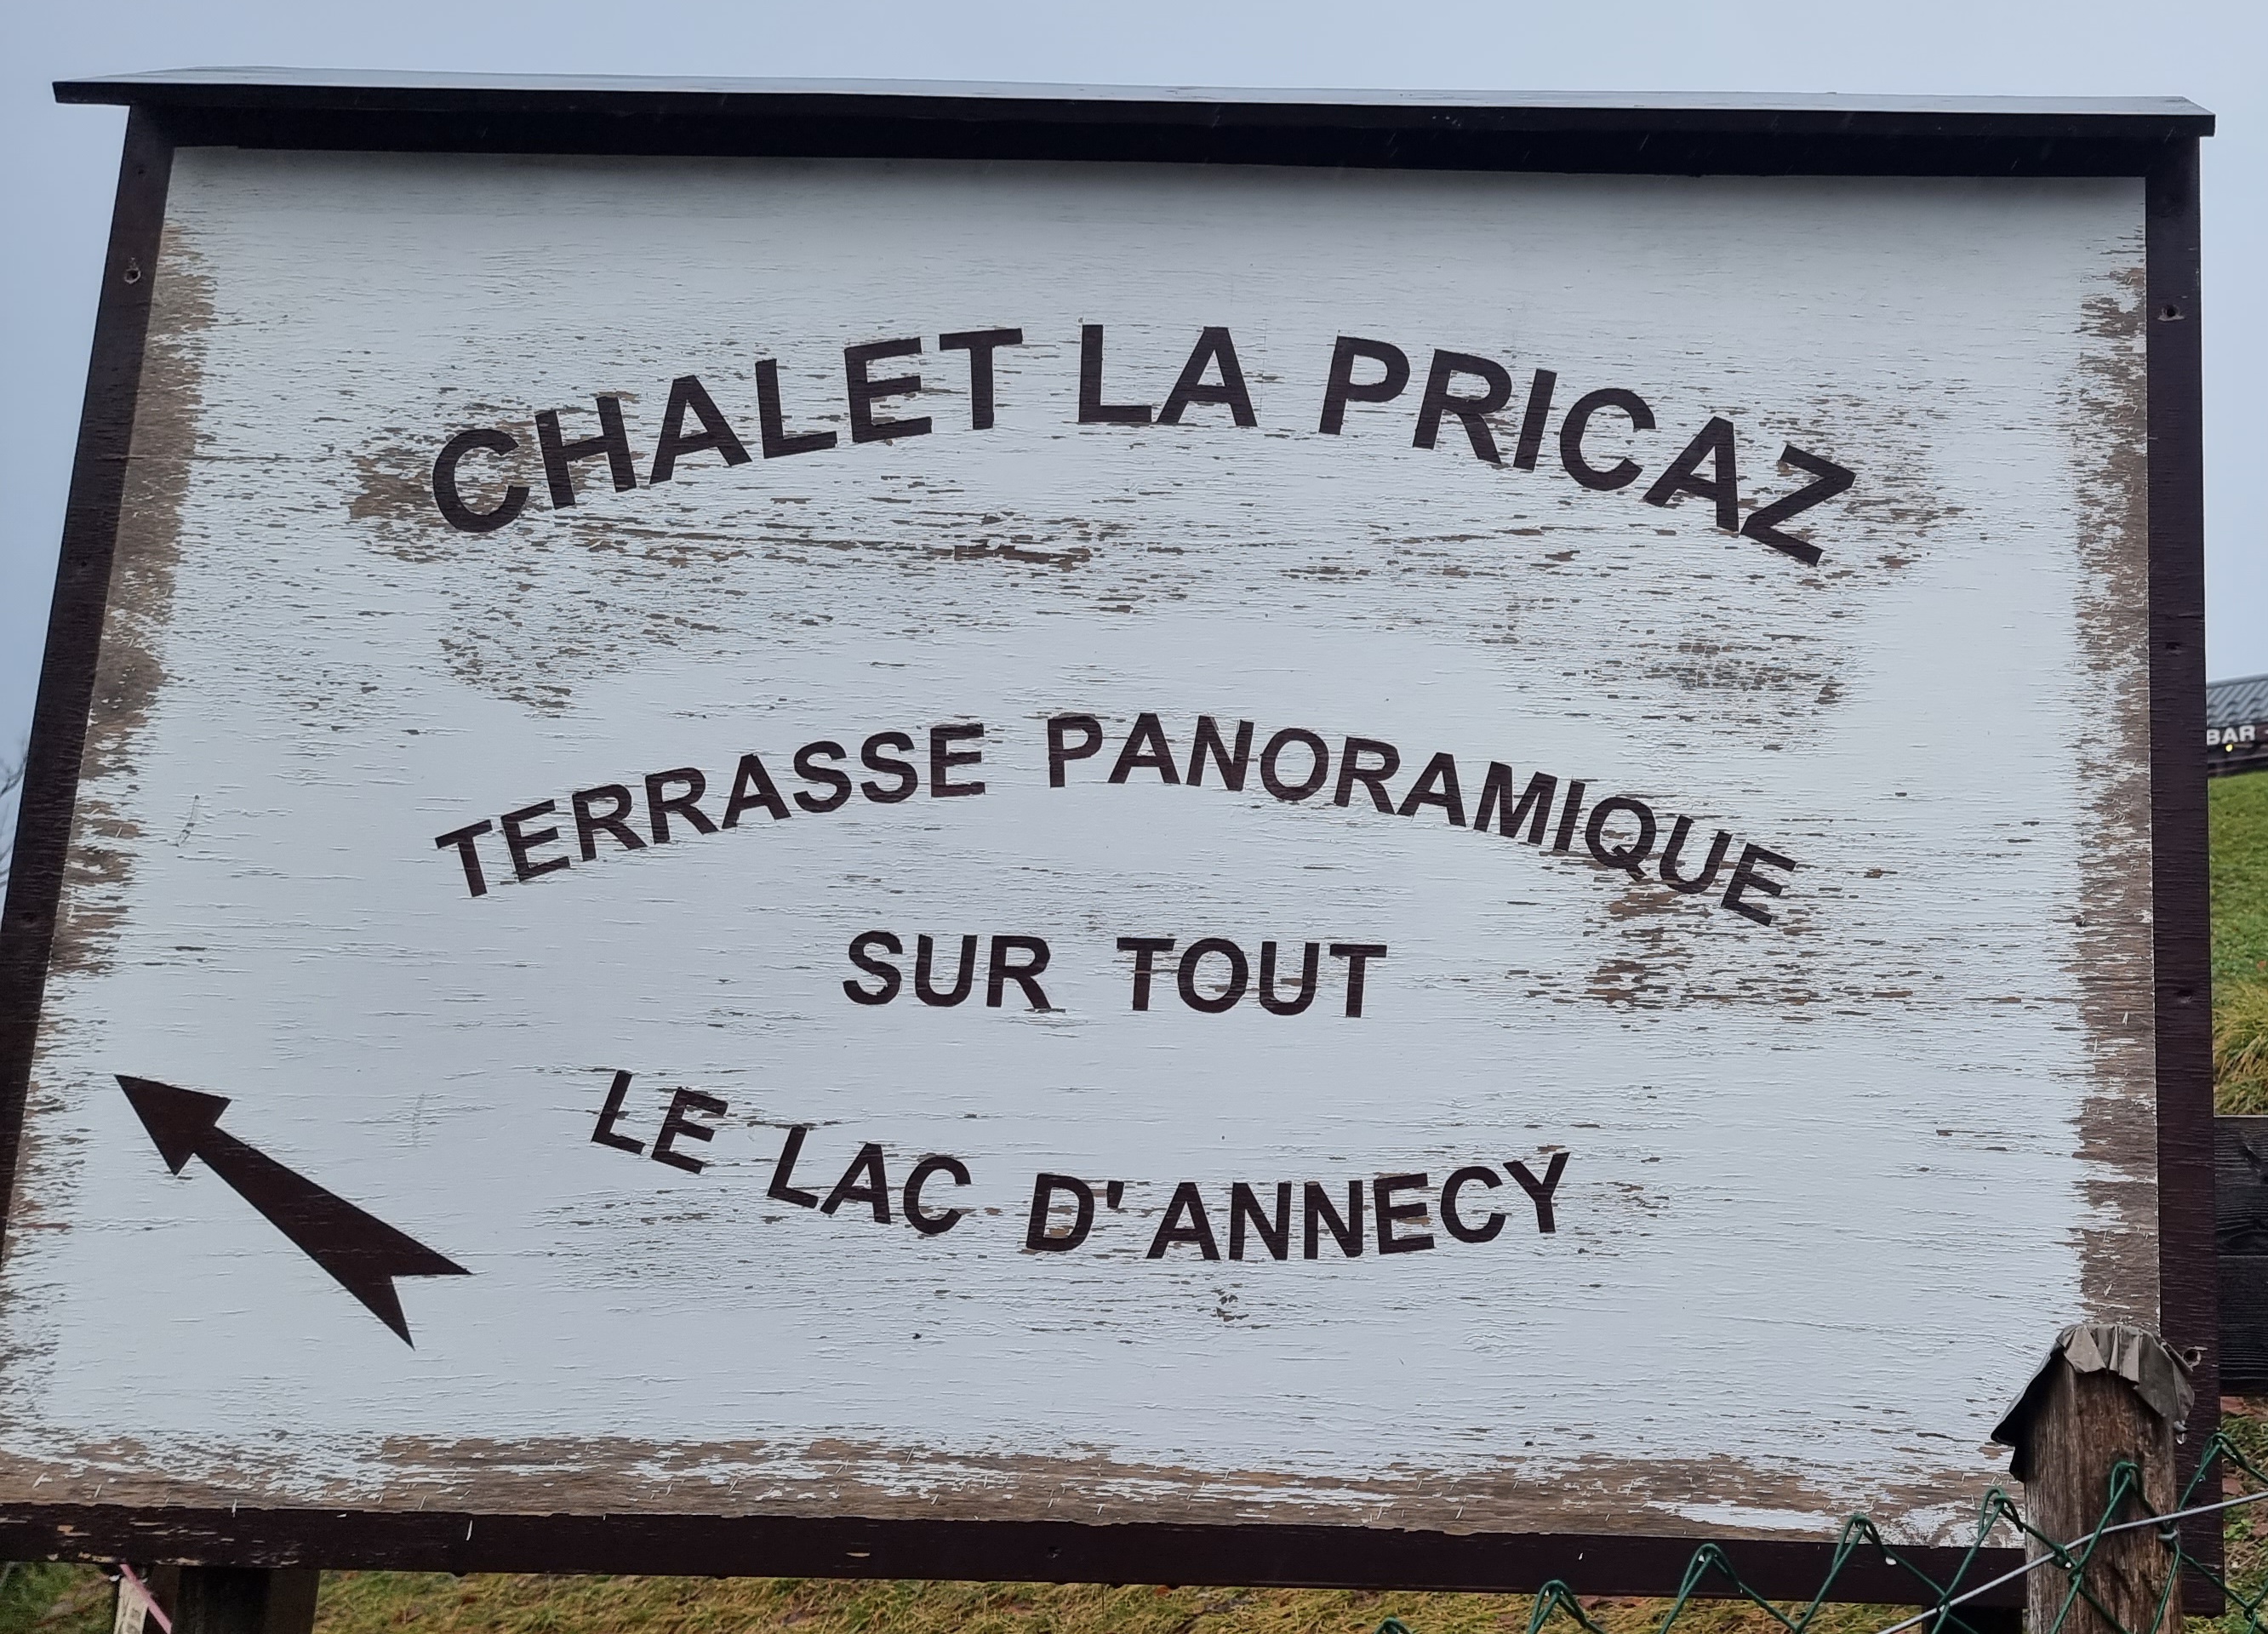 CHALET LA PRICAZ
TERRASSE PANORAMIQUE
SUR TOUT
LE LAC D'ANNECY
BAR